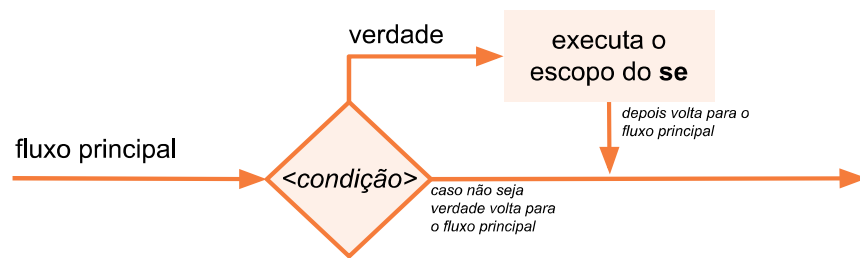 verdade
executa o
escopo do se
depois volta para o
fluxo principal
fluxo principal
<condição>
caso não seja
verdade volta para
o fluxo principal